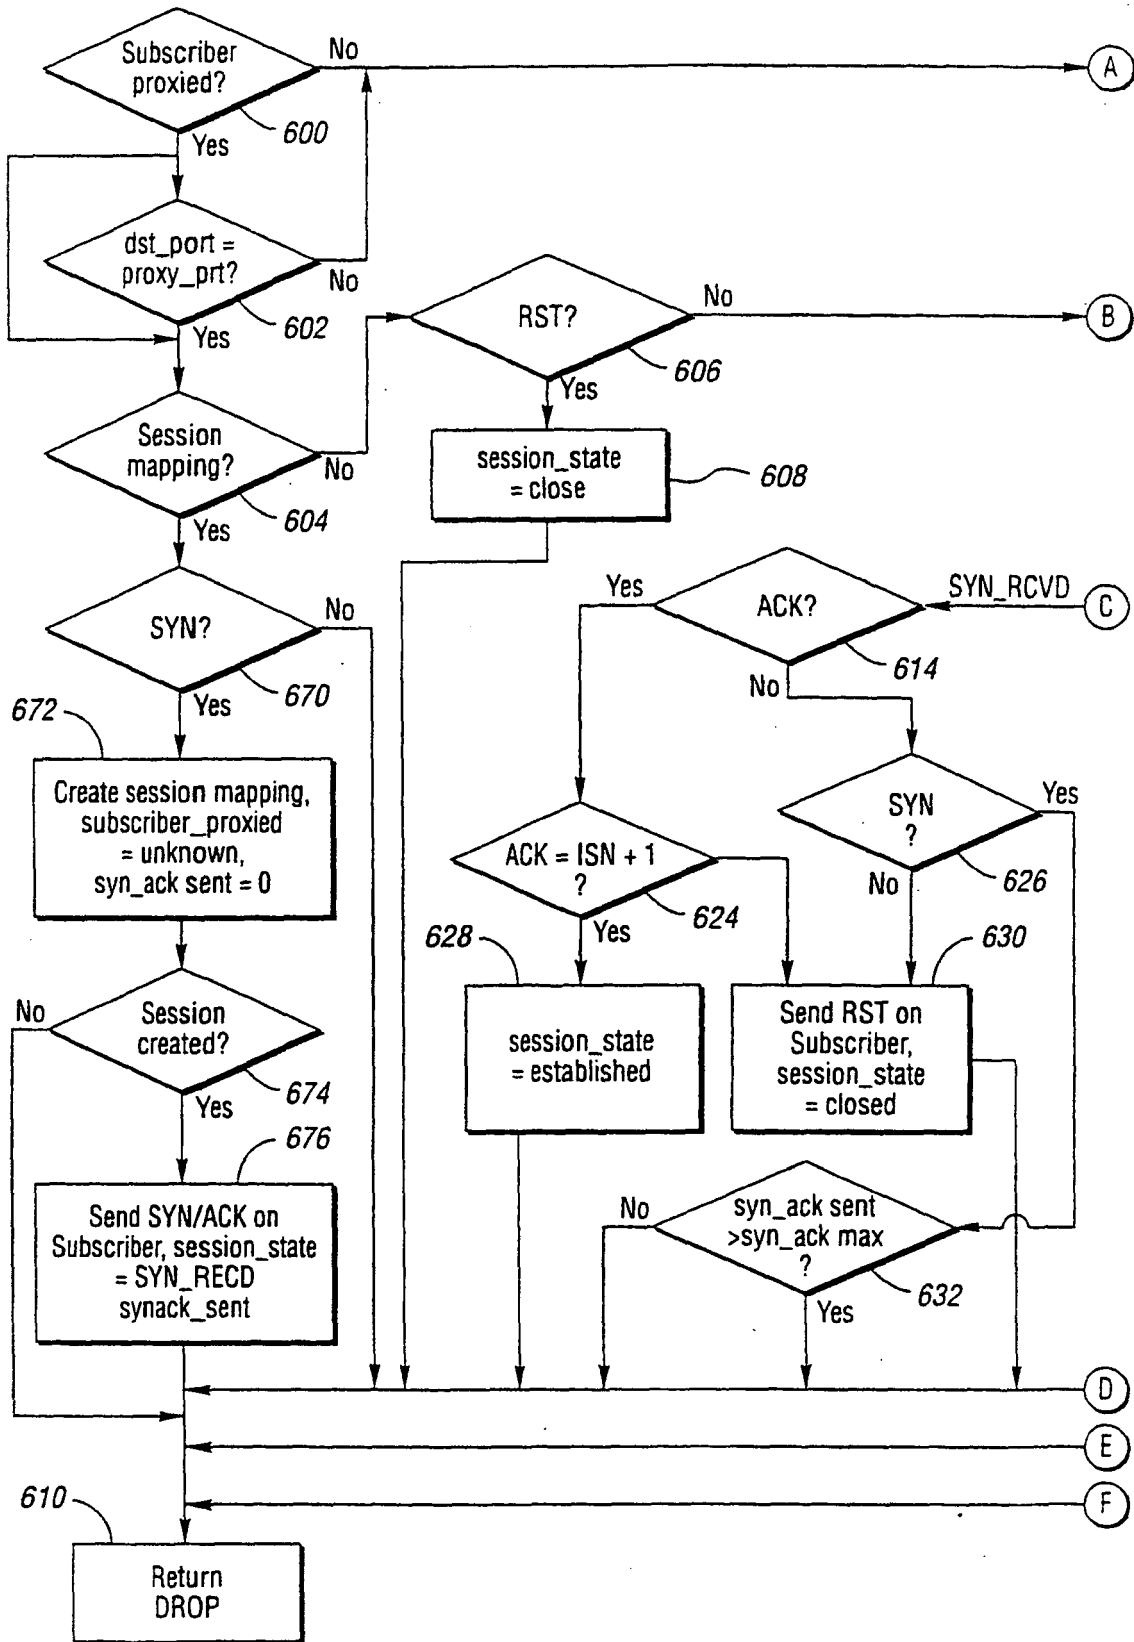 Subscriber
proxied?
No
A
600
Yes
dst_port =
proxy_prt?
No
602
Yes
RST?
No
B
606
Yes
Session
mapping?
No
604
Yes
session_state
= close
608
SYN?
No
670
Yes
Yes
ACK?
SYN_RCVD
C
614
No
672
Create session mapping,
subscriber_proxied
= unknown,
syn_ack sent = 0
ACK = ISN + 1
?
624
Yes
SYN
?
Yes
626
No
628
session_state
= established
630
Send RST on
Subscriber,
session_state
= closed
No
Session
created?
674
Yes
676
Send SYN/ACK on
Subscriber, session_state
= SYN_RECD
synack_sent
No
syn_ack sent
>syn_ack max
?
632
Yes
D
E
F
610
Return
DROP